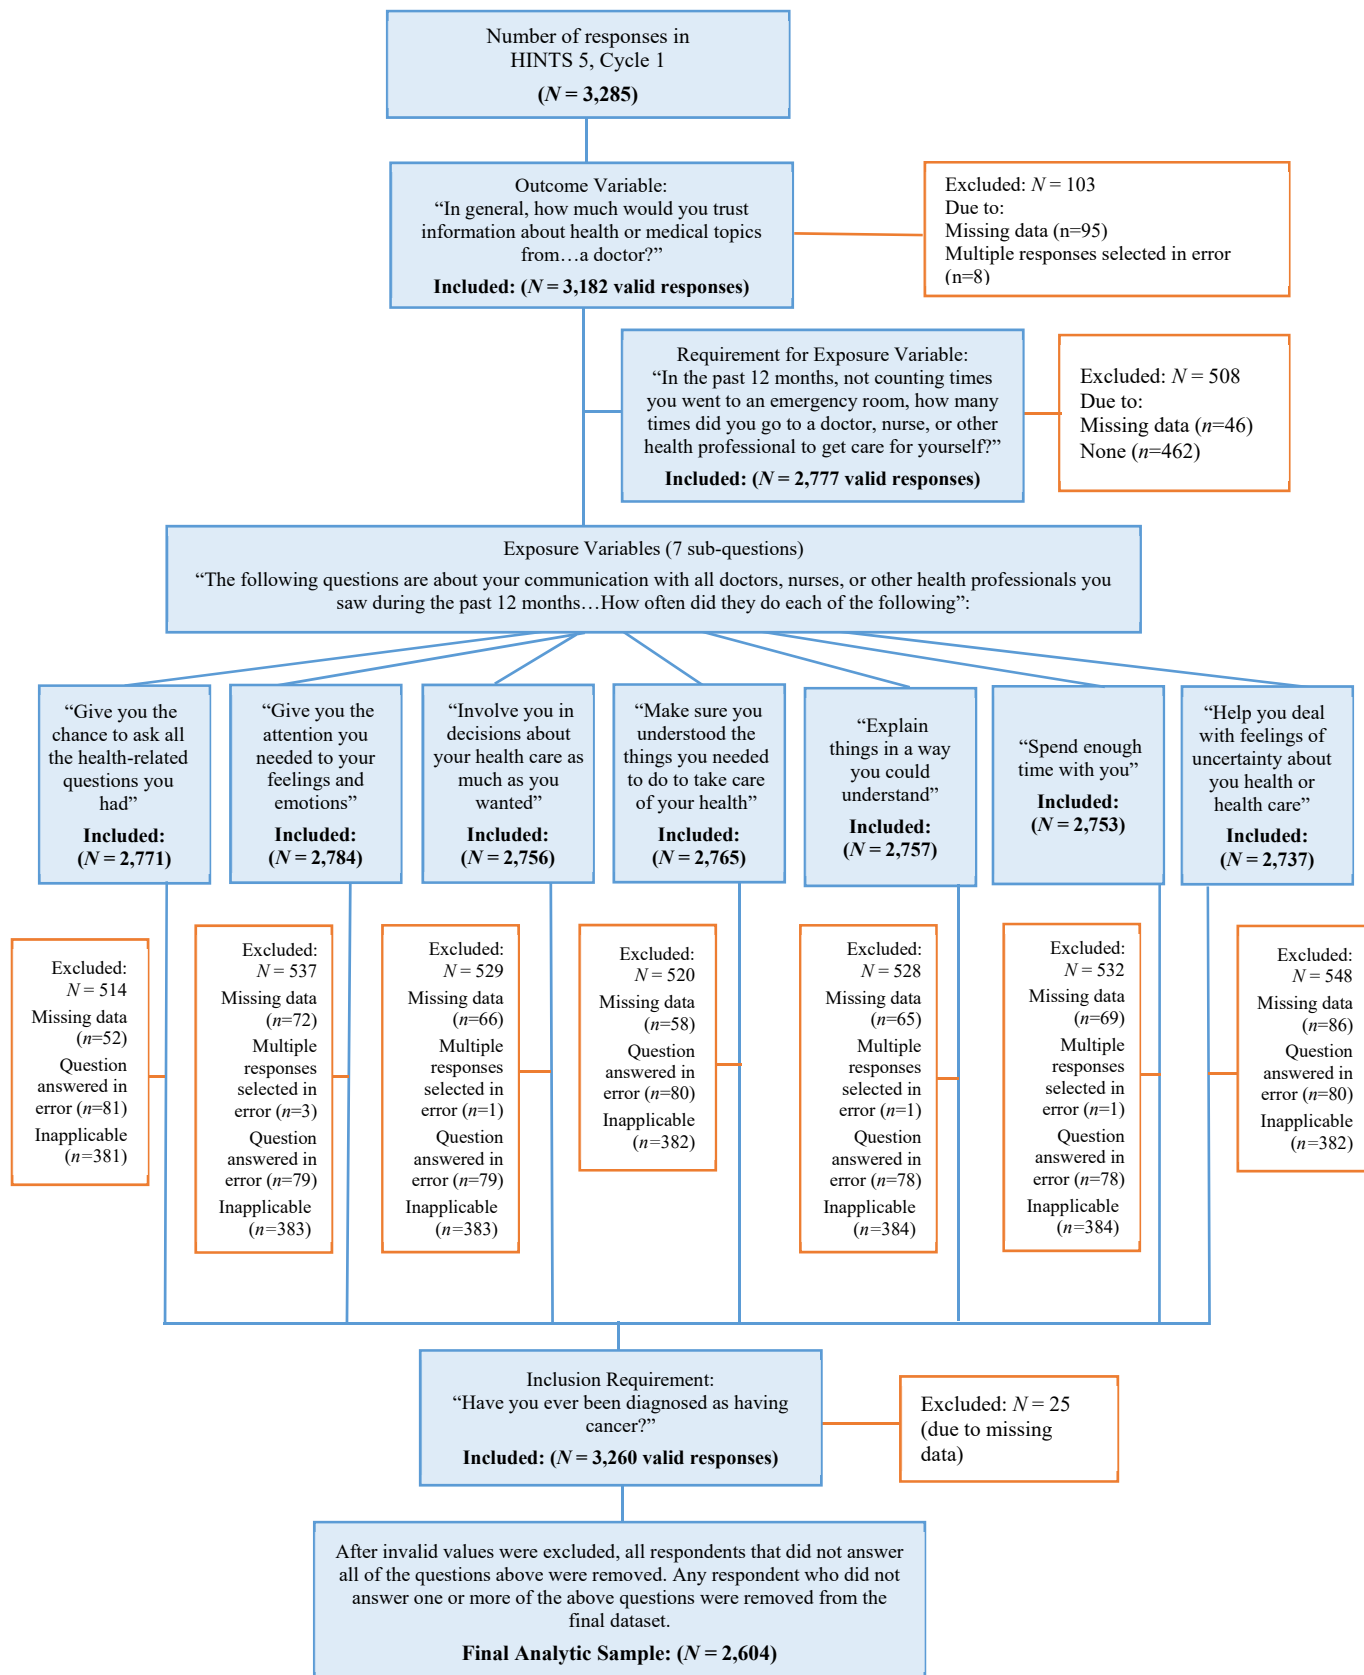 Number of responses in
HINTS 5, Cycle 1
(N = 3,285)
Outcome Variable:
“In general, how much would you trust
information about health or medical topics
from…a doctor?”
Included: (N = 3,182 valid responses)
Excluded: N = 103
Due to:
Missing data (n=95)
Multiple responses selected in error
(n=8)
Requirement for Exposure Variable:
“In the past 12 months, not counting times
you went to an emergency room, how many
times did you go to a doctor, nurse, or other
health professional to get care for yourself?”
Included: (N = 2,777 valid responses)
Excluded: N = 508
Due to:
Missing data (n=46)
None (n=462)
Exposure Variables (7 sub-questions)
“The following questions are about your communication with all doctors, nurses, or other health professionals you
saw during the past 12 months…How often did they do each of the following”:
“Give you the
chance to ask all
the health-related
questions you
had”
Included:
(N = 2,771)
“Give you the
attention you
needed to your
feelings and
emotions”
Included:
(N = 2,784)
“Involve you in
decisions about
your health care as
much as you
wanted”
Included:
(N = 2,756)
“Make sure you
understood the
things you needed
to do to take care
of your health”
Included:
(N = 2,765)
“Explain
things in a way
you could
understand”
Included:
(N = 2,757)
“Spend enough
time with you”
Included:
(N = 2,753)
“Help you deal
with feelings of
uncertainty about
you health or
health care”
Included:
(N = 2,737)
Excluded:
N = 514
Missing data
(n=52)
Question
answered in
error (n=81)
Inapplicable
(n=381)
Excluded:
N = 537
Missing data
(n=72)
Multiple
responses
selected in
error (n=3)
Question
answered in
error (n=79)
Inapplicable
(n=383)
Excluded:
N = 529
Missing data
(n=66)
Multiple
responses
selected in
error (n=1)
Question
answered in
error (n=79)
Inapplicable
(n=383)
Excluded:
N = 520
Missing data
(n=58)
Question
answered in
error (n=80)
Inapplicable
(n=382)
Excluded:
N = 528
Missing data
(n=65)
Multiple
responses
selected in
error (n=1)
Question
answered in
error (n=78)
Inapplicable
(n=384)
Excluded:
N = 532
Missing data
(n=69)
Multiple
responses
selected in
error (n=1)
Question
answered in
error (n=78)
Inapplicable
(n=384)
Excluded:
N = 548
Missing data
(n=86)
Question
answered in
error (n=80)
Inapplicable
(n=382)
Inclusion Requirement:
“Have you ever been diagnosed as having
cancer?”
Included: (N = 3,260 valid responses)
Excluded: N = 25
(due to missing
data)
After invalid values were excluded, all respondents that did not answer
all of the questions above were removed. Any respondent who did not
answer one or more of the above questions were removed from the
final dataset.
Final Analytic Sample: (N = 2,604)